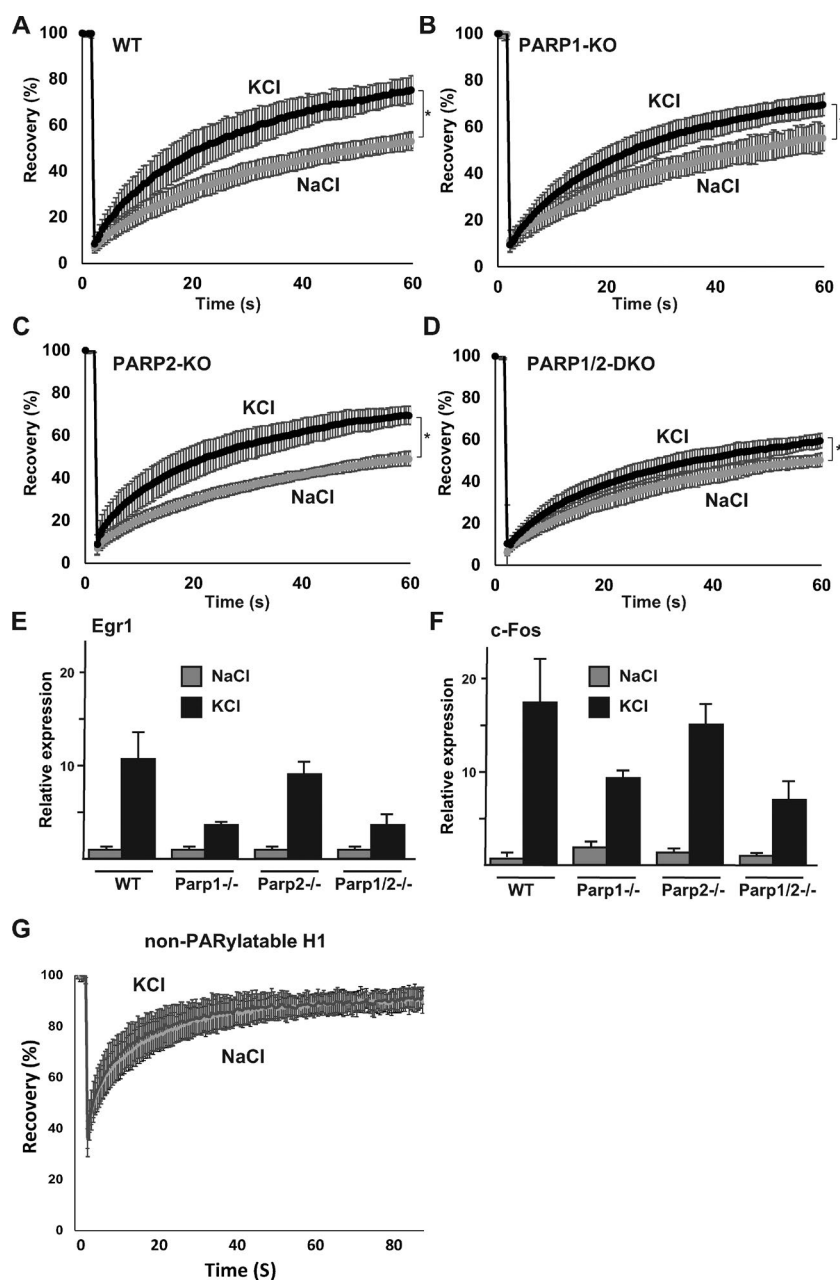 A
WT
100
80
60
40
20
0
Recovery (%)
KCl
NaCl
*
0 20 40 60
Time (s)
B
PARP1-KO
100
80
60
40
20
0
Recovery (%)
KCl
NaCl
0 20 40 60
Time (s)
C
PARP2-KO
100
80
60
40
20
0
Recovery (%)
KCl
NaCl
*
0 20 40 60
Time (s)
D
PARP1/2-DKO
100
80
60
40
20
0
Recovery (%)
KCl
NaCl
*
0 20 40 60
Time (s)
E
Egr1
20
10
Relative expression
NaCl
KCl
WT Parp1-/- Parp2-/- Parp1/2-/-
F
c-Fos
20
10
Relative expression
NaCl
KCl
WT Parp1-/- Parp2-/- Parp1/2-/-
G
non-PARylatable H1
100
80
60
40
80
0
Recovery (%)
KCl
NaCl
0 20 40 60 80
Time (S)